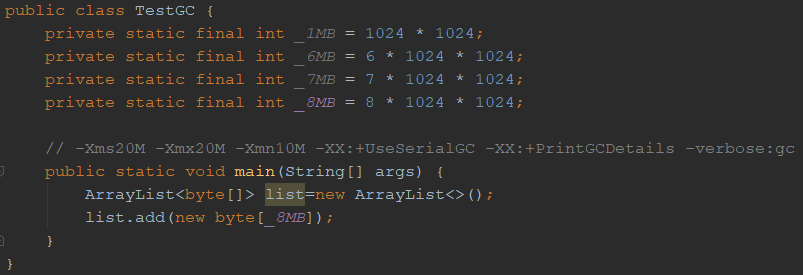 public class TestGC {
    private static final int _1MB = 1024 * 1024;
    private static final int _6MB = 6 * 1024 * 1024;
    private static final int _7MB = 7 * 1024 * 1024;
    private static final int _8MB = 8 * 1024 * 1024;

    // -Xms20M -Xmx20M -Xmn10M -XX:+UseSerialGC -XX:+PrintGCDetails -verbose:gc
    public static void main(String[] args) {
        ArrayList<byte[]> list=new ArrayList<>();
        list.add(new byte[_8MB]);
    }
}